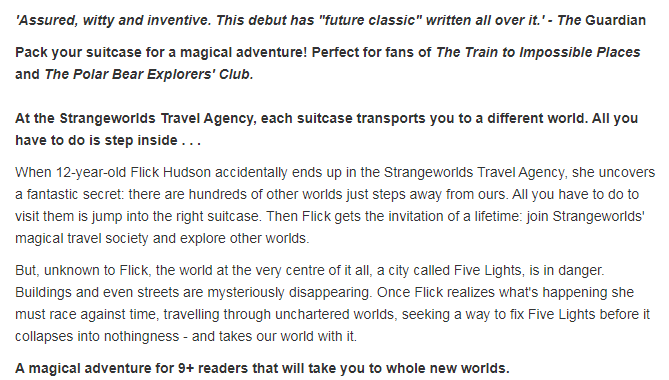 'Assured, witty and inventive. This debut has "future classic" written all over it.' - The Guardian
Pack your suitcase for a magical adventure! Perfect for fans of The Train to Impossible Places
and The Polar Bear Explorers' Club.
At the Strangeworlds Travel Agency, each suitcase transports you to a different world. All you
have to do is step inside . . .
When 12-year-old Flick Hudson accidentally ends up in the Strangeworlds Travel Agency, she uncovers
a fantastic secret: there are hundreds of other worlds just steps away from ours. All you have to do to
visit them is jump into the right suitcase. Then Flick gets the invitation of a lifetime: join Strangeworlds'
magical travel society and explore other worlds.
But, unknown to Flick, the world at the very centre of it all, a city called Five Lights, is in danger.
Buildings and even streets are mysteriously disappearing. Once Flick realizes what's happening she
must race against time, travelling through unchartered worlds, seeking a way to fix Five Lights before it
collapses into nothingness - and takes our world with it.
A magical adventure for 9+ readers that will take you to whole new worlds.